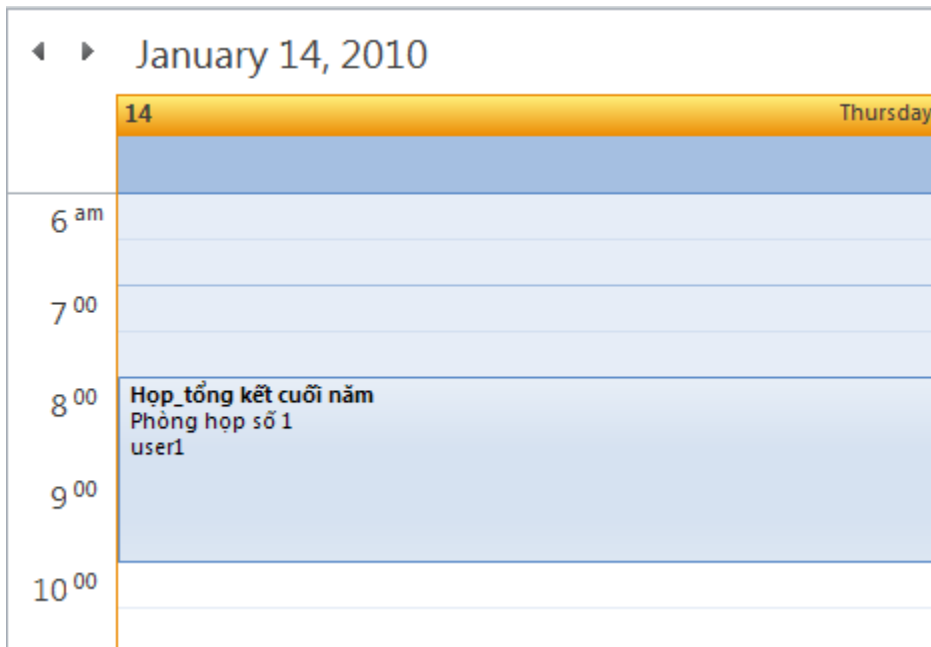 January 14, 2010
14 Thursday
6 am
7 00
8 00
Họp_tổng kết cuối năm
Phòng họp số 1
user1
9 00
10 00